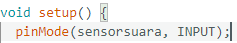 void setup() {
  pinMode(sensorsuara, INPUT);